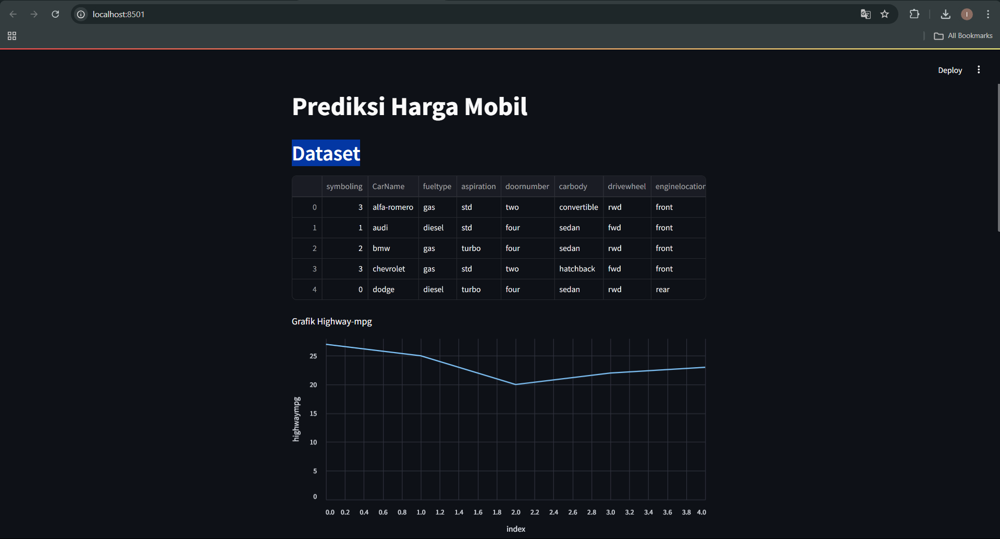 localhost:8501
All Bookmarks
Deploy
Prediksi Harga Mobil
Dataset
symboling CarName fueltype aspiration doornumber carbody drivewheel enginelocation
0 3 alfa-romero gas std two convertible rwd front
1 1 audi diesel std four sedan fwd front
2 2 bmw gas turbo four sedan rwd front
3 3 chevrolet gas std two hatchback fwd front
4 0 dodge diesel turbo four sedan rwd rear
Grafik Highway-mpg
25
20
15
10
5
0
highwaympg
0.0 0.2 0.4 0.6 0.8 1.0 1.2 1.4 1.6 1.8 2.0 2.2 2.4 2.6 2.8 3.0 3.2 3.4 3.6 3.8 4.0
index